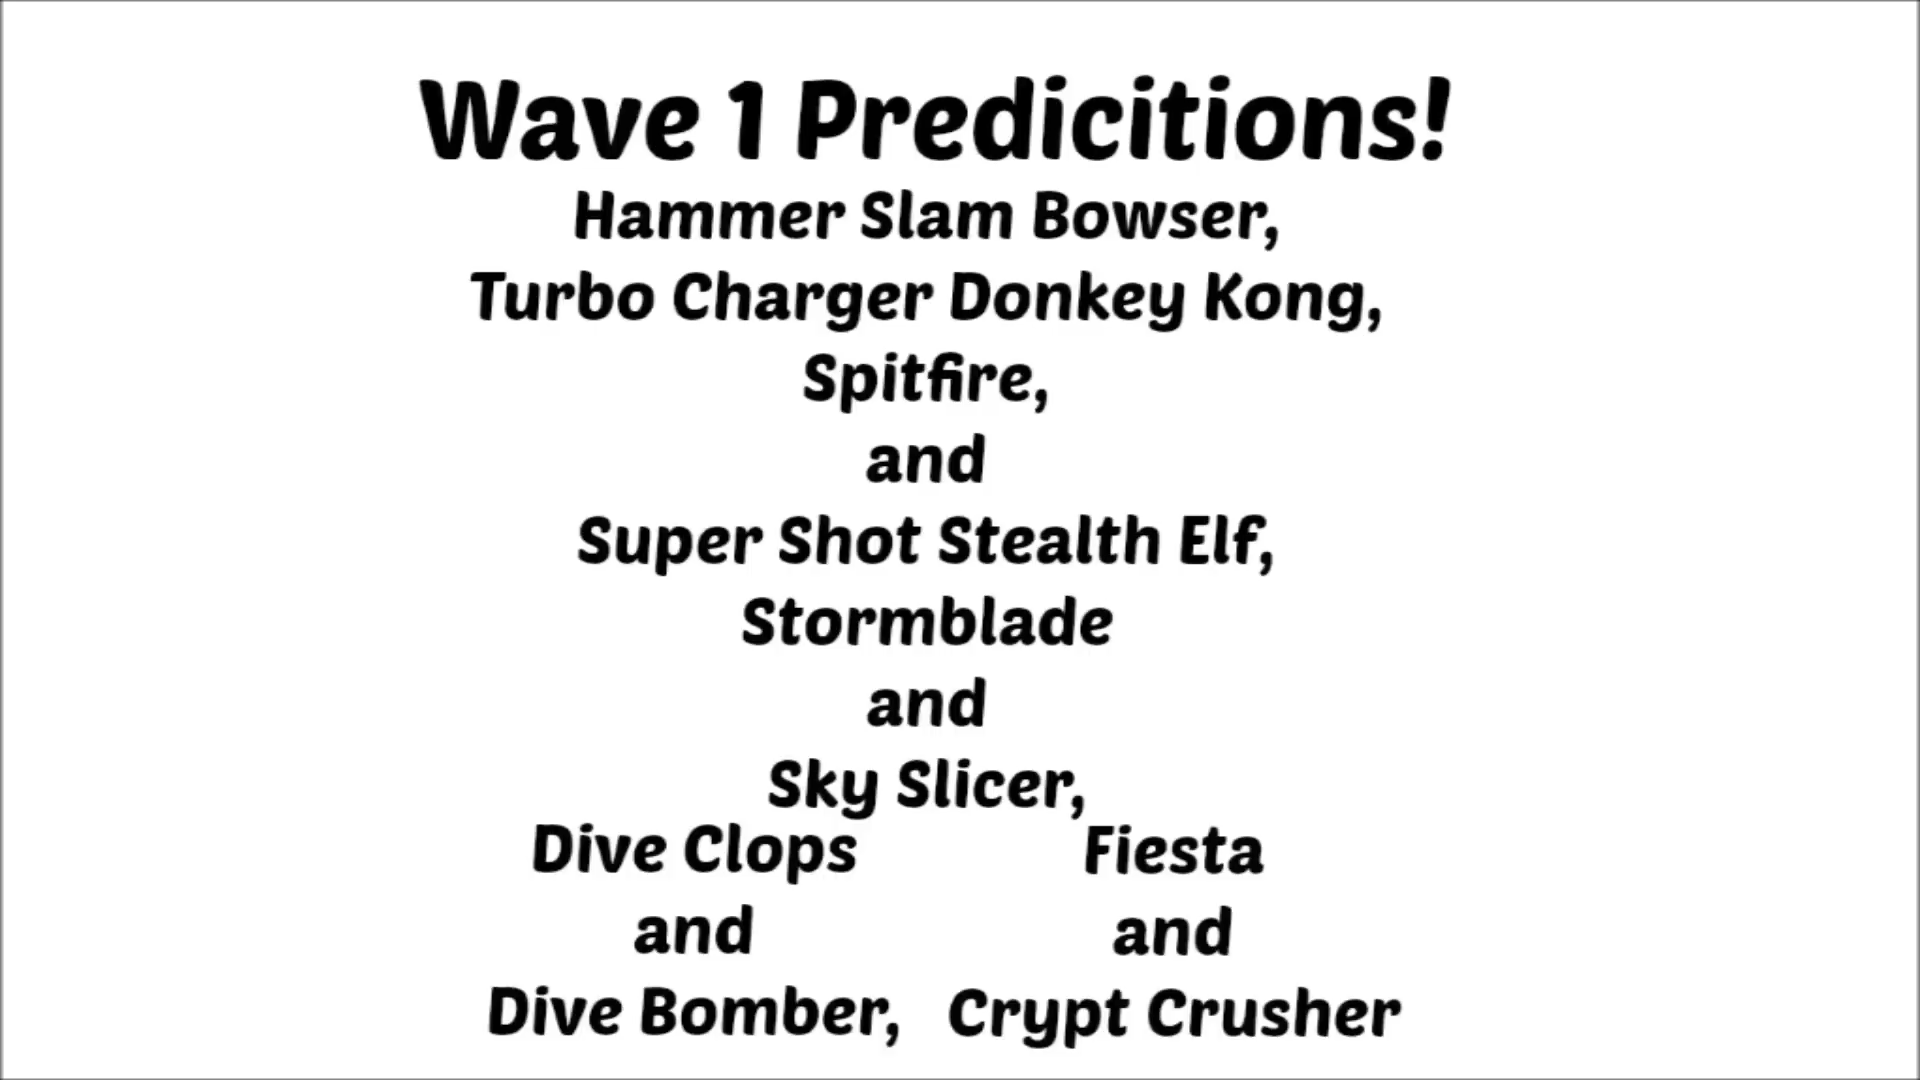 Wave 1 Predicitions!
Hammer Slam Bowser,
Turbo Charger Donkey Kong,
Spitfire,
and
Super Shot Stealth Elf,
Stormblade
and
Sky Slicer,
Dive Clops
and
Dive Bomber,
Fiesta
and
Crypt Crusher